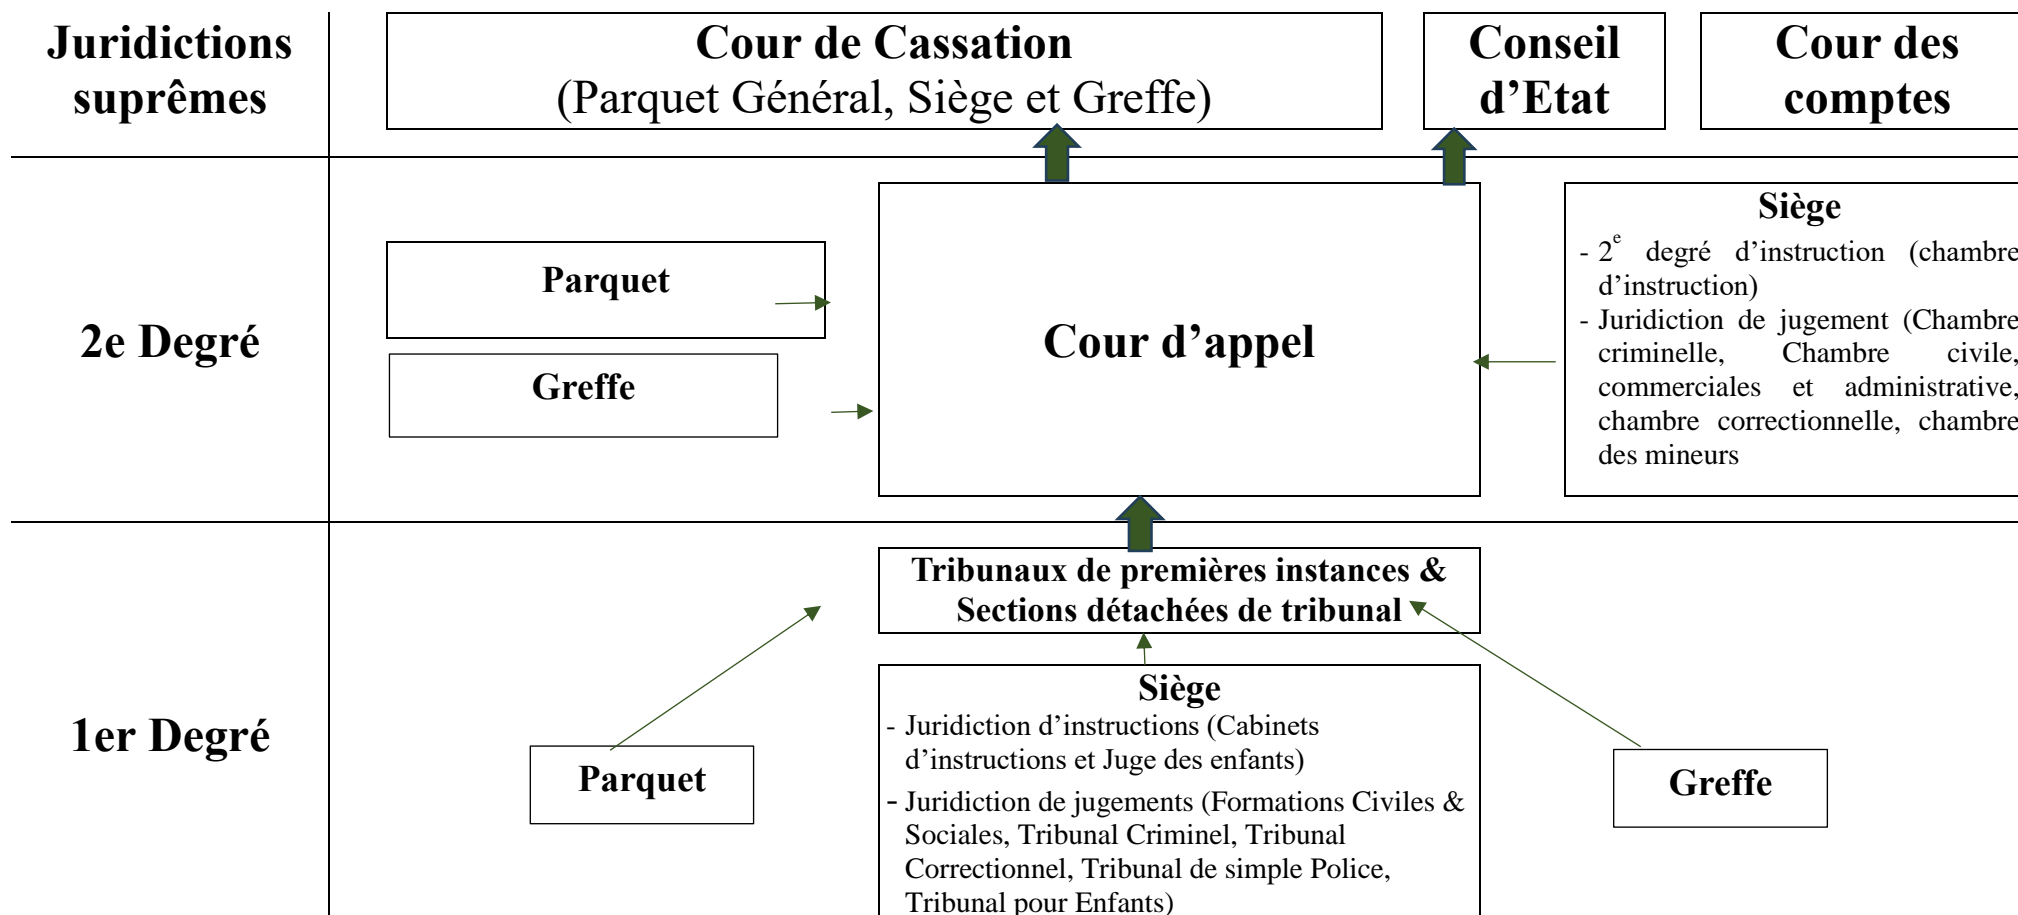 Juridictions
suprêmes
Cour de Cassation
(Parquet Général, Siège et Greffe)
Conseil
d’Etat
Cour des
comptes
2e Degré
Parquet
Greffe
Cour d’appel
Siège
- 2e degré d’instruction (chambre
d’instruction)
- Juridiction de jugement (Chambre
criminelle, Chambre civile,
commerciales et administrative,
chambre correctionnelle, chambre
des mineurs
1er Degré
Tribunaux de premières instances &
Sections détachées de tribunal
Parquet
Siège
- Juridiction d’instructions (Cabinets
d’instructions et Juge des enfants)
- Juridiction de jugements (Formations Civiles &
Sociales, Tribunal Criminel, Tribunal
Correctionnel, Tribunal de simple Police,
Tribunal pour Enfants)
Greffe